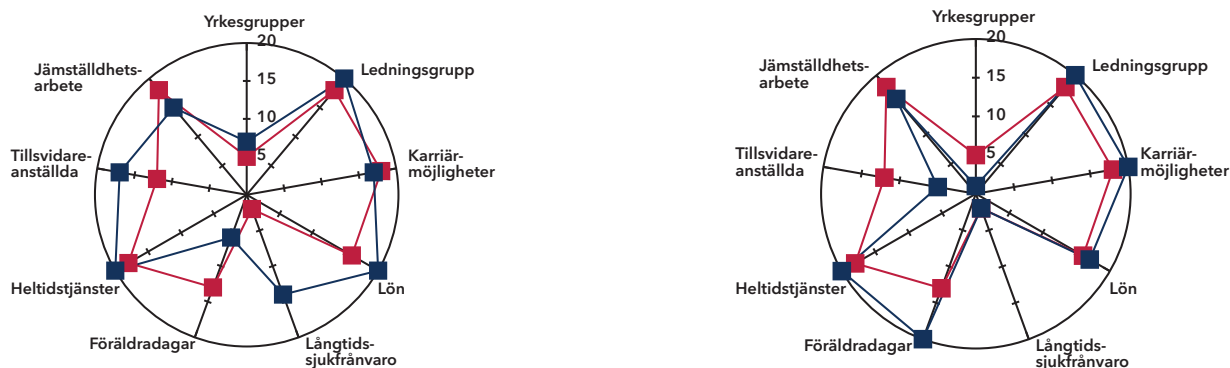 Yrkesgrupper
20
15
10
5
Ledningsgrupp
Karriär-
möjligheter
Lön
Långtids-
sjukfrånvaro
Föräldradagar
Heltidstjänster
Tillsvidare-
anställda
Jämställdhets-
arbete
Yrkesgrupper
20
15
10
5
Ledningsgrupp
Karriär-
möjligheter
Lön
Långtids-
sjukfrånvaro
Föräldradagar
Heltidstjänster
Tillsvidare-
anställda
Jämställdhets-
arbete